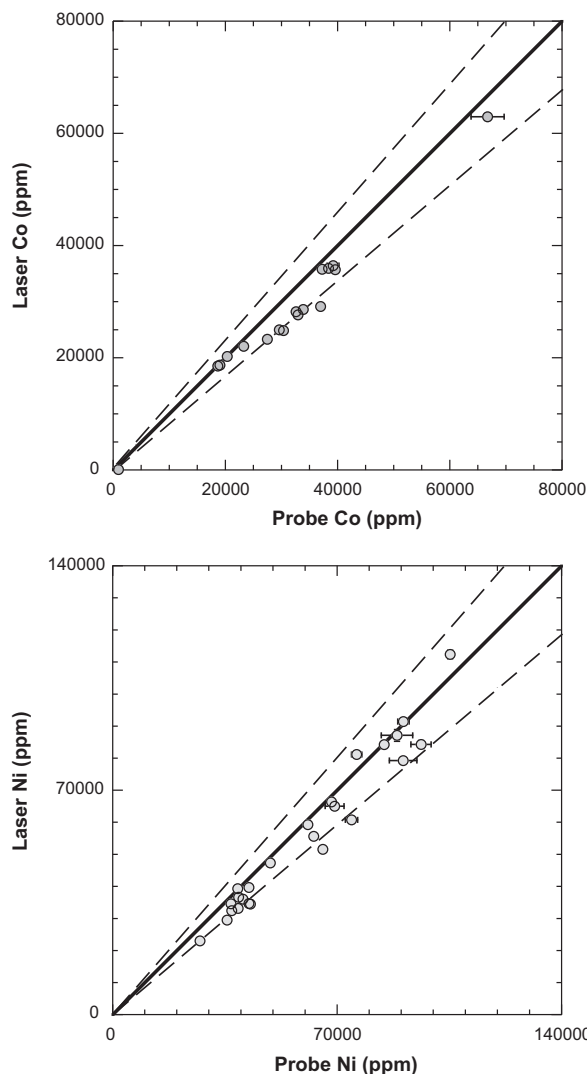 80000
60000
Laser Co (ppm)
40000
20000
0
0 20000 40000 60000 80000
Probe Co (ppm)
140000
Laser Ni (ppm)
70000
0
0 70000 140000
Probe Ni (ppm)